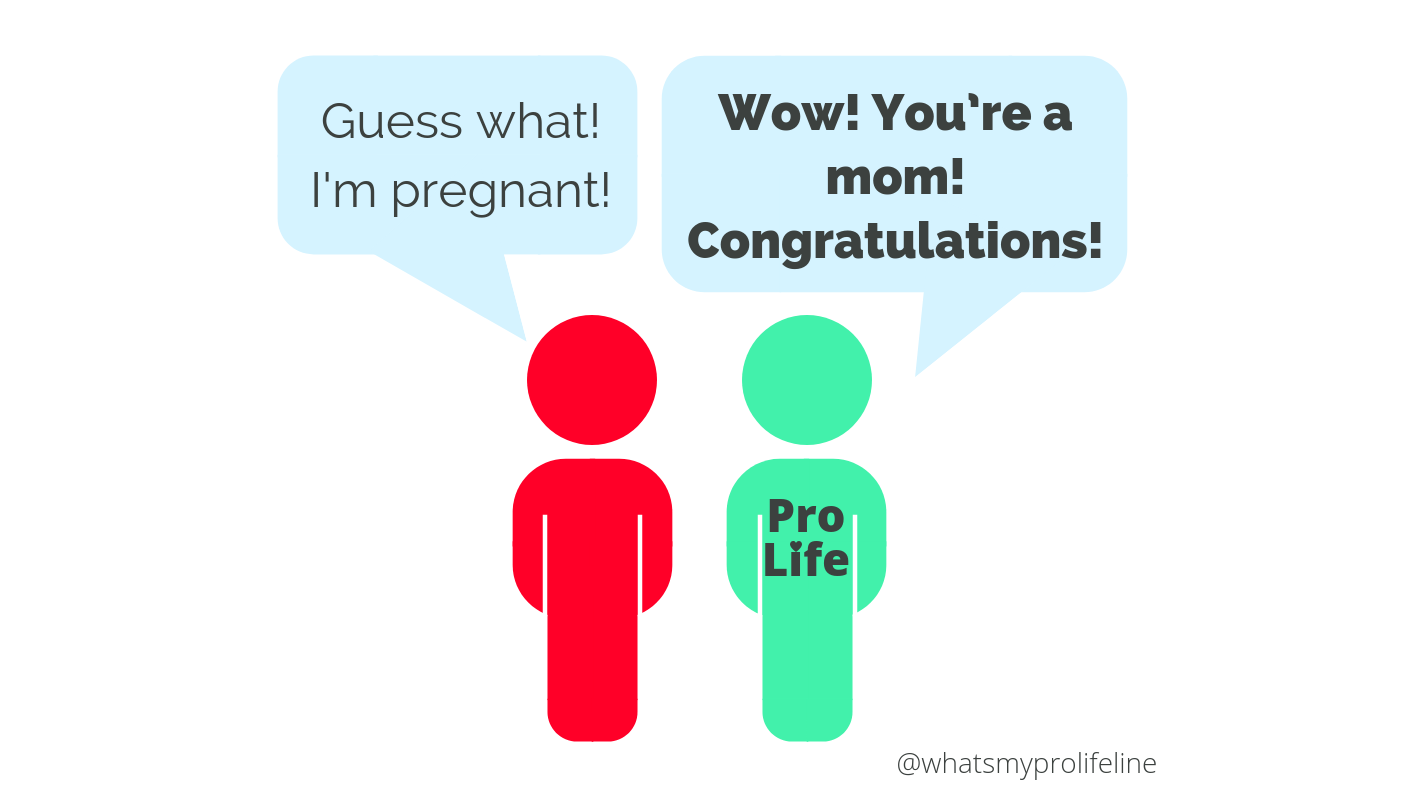 Guess what!
I'm pregnant!
Wow! You’re a
mom!
Congratulations!
Pro
Life
@whatsmyprolifeline